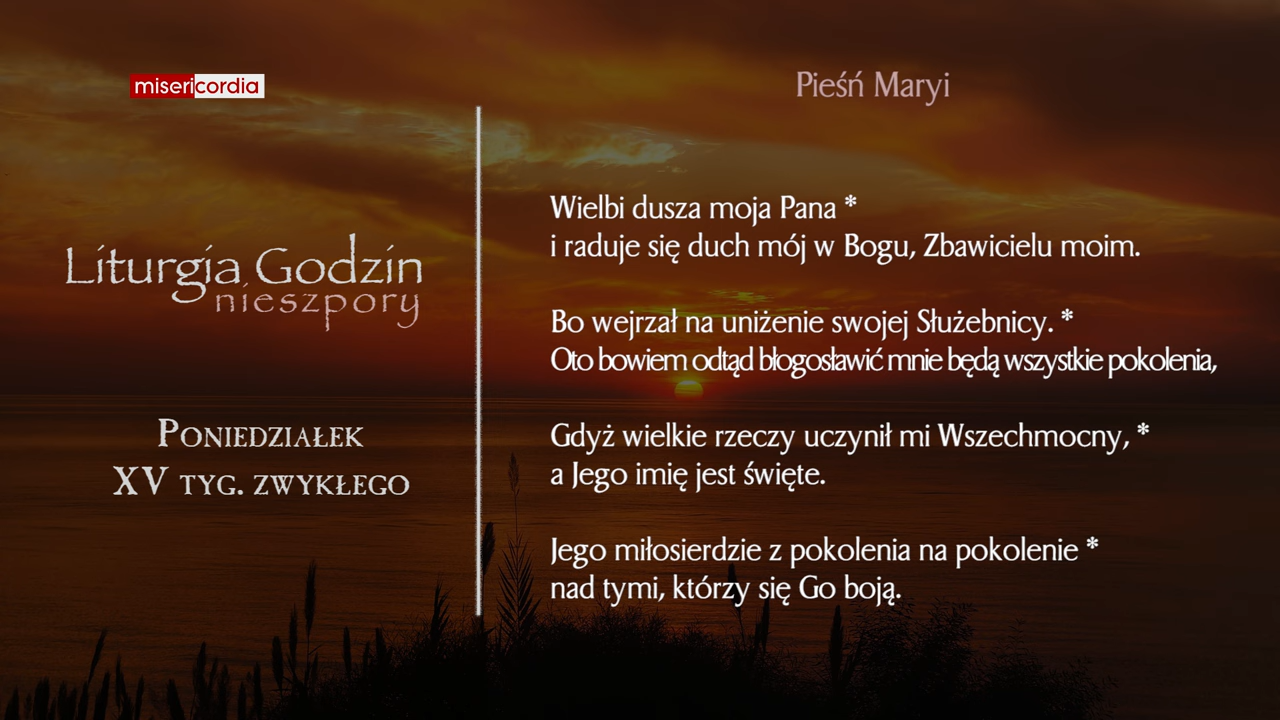 misericordia
Liturgia Godzin
nieszpory
Poniedziałek
XV tyg. zwykłego
Pieśń Maryi
Wielbi dusza moja Pana *
i raduje się duch mój w Bogu, Zbawicielu moim.
Bo wejrzał na uniżenie swojej Służebnicy. *
Oto bowiem odtąd błogosławić mnie będą wszystkie pokolenia,
Gdyż wielkie rzeczy uczynił mi Wszechmocny, *
a Jego imię jest święte.
Jego miłosierdzie z pokolenia na pokolenie *
nad tymi, którzy się Go boją.